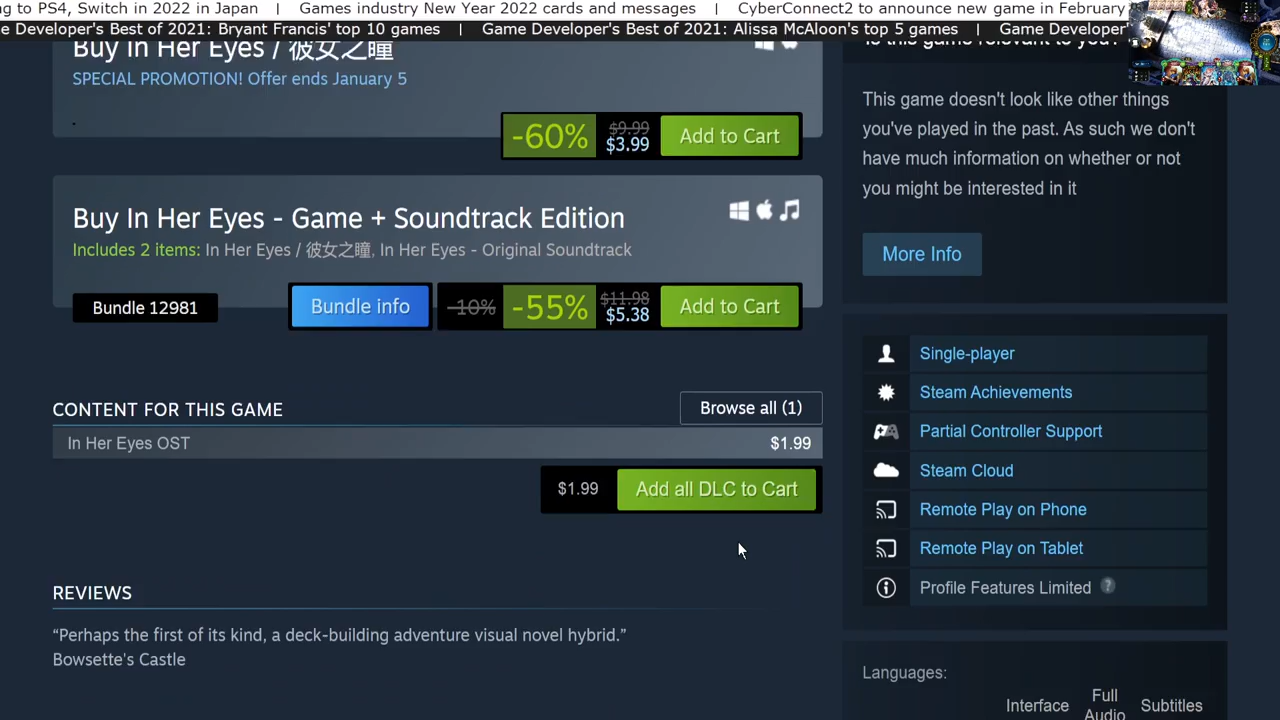 g to PS4, Switch in 2022 in Japan | Games industry New Year 2022 cards and messages | CyberConnect2 to announce new game in February
e Developer's Best of 2021: Bryant Francis' top 10 games | Game Developer's Best of 2021: Alissa McAloon's top 5 games | Game Developer
Buy In Her Eyes / 彼女之瞳
SPECIAL PROMOTION! Offer ends January 5
-60% $9.99 $3.99 Add to Cart
Buy In Her Eyes - Game + Soundtrack Edition
Includes 2 items: In Her Eyes / 彼女之瞳, In Her Eyes - Original Soundtrack
Bundle 12981 Bundle info -10% -55% $11.98 $5.38 Add to Cart
CONTENT FOR THIS GAME Browse all (1)
In Her Eyes OST $1.99
$1.99 Add all DLC to Cart
REVIEWS
“Perhaps the first of its kind, a deck-building adventure visual novel hybrid.”
Bowsette's Castle
Is this game relevant to you?
This game doesn't look like other things
you've played in the past. As such we don't
have much information on whether or not
you might be interested in it
More Info
Single-player
Steam Achievements
Partial Controller Support
Steam Cloud
Remote Play on Phone
Remote Play on Tablet
Profile Features Limited ?
Languages:
Interface Full Audio Subtitles